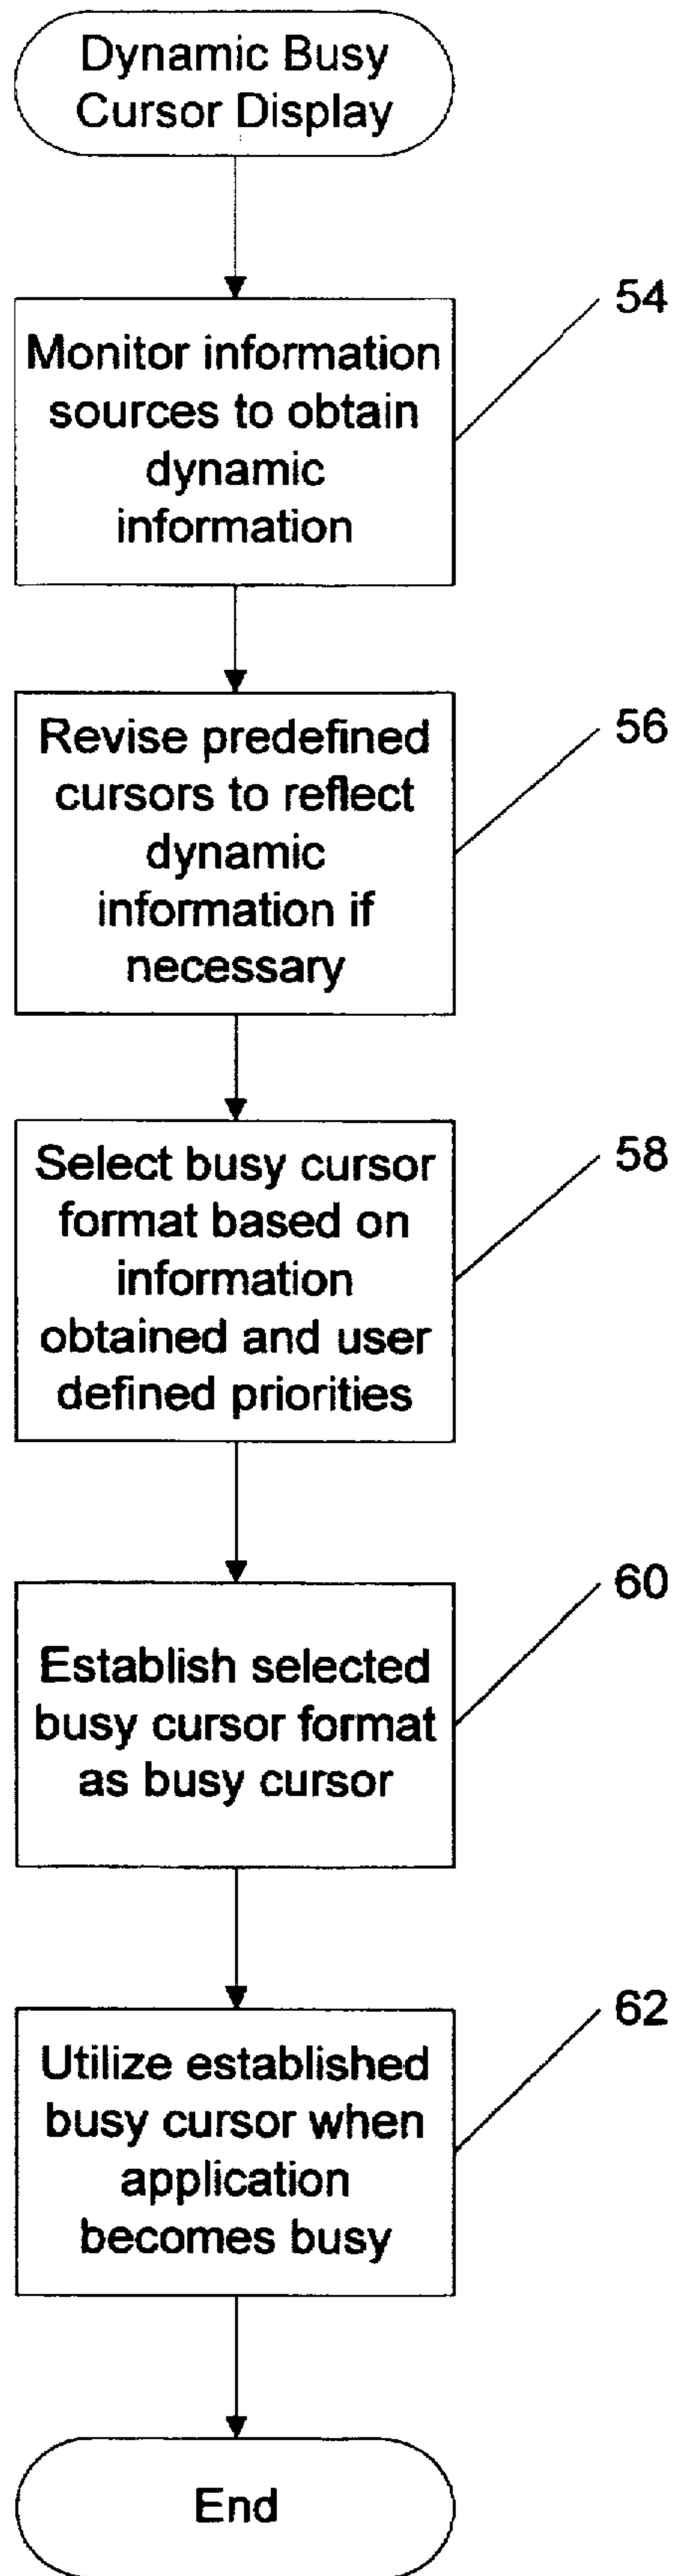 Dynamic Busy
Cursor Display
54
Monitor information
sources to obtain
dynamic
information
56
Revise predefined
cursors to reflect
dynamic
information if
necessary
58
Select busy cursor
format based on
information
obtained and user
defined priorities
60
Establish selected
busy cursor format
as busy cursor
62
Utilize established
busy cursor when
application
becomes busy
End